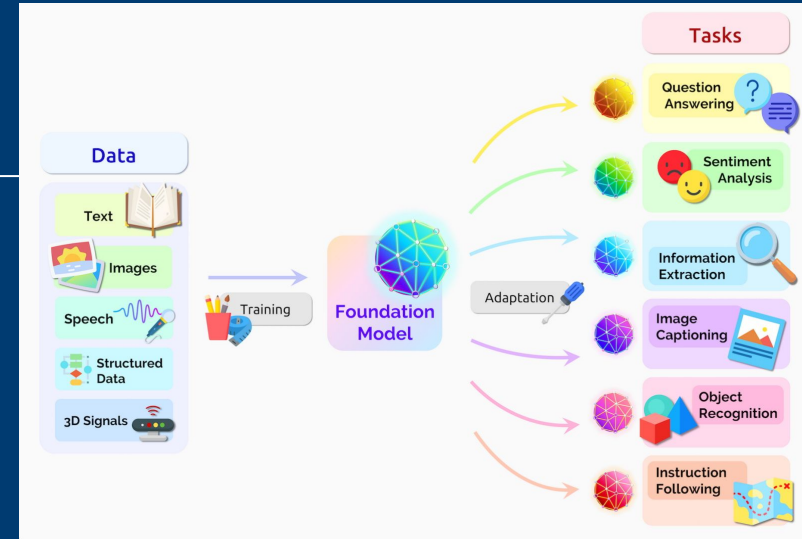 Tasks
Question
Answering
?
Data
Sentiment
Analysis
Text
Images
Information
Extraction
Training
Foundation
Model
Adaptation
Speech
Image
Captioning
Structured
Data
Object
Recognition
3D Signals
Instruction
Following